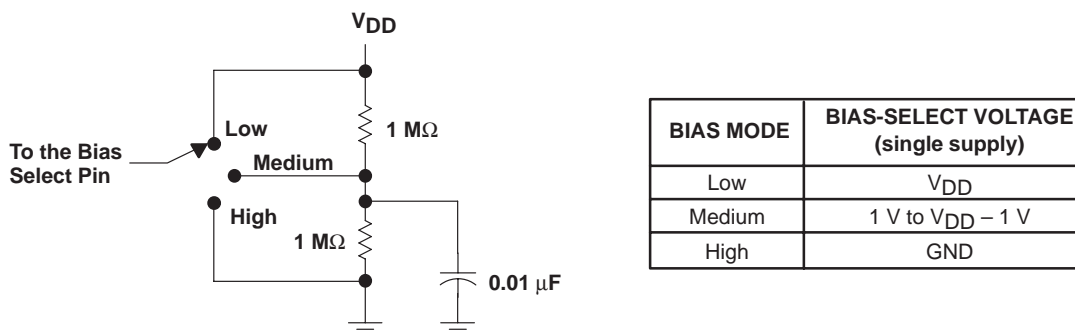 VDD
Low
1 MΩ
To the Bias
Select Pin
Medium
High
1 MΩ
0.01 μF
BIAS MODE
BIAS-SELECT VOLTAGE
(single supply)
Low
VDD
Medium
1 V to VDD – 1 V
High
GND